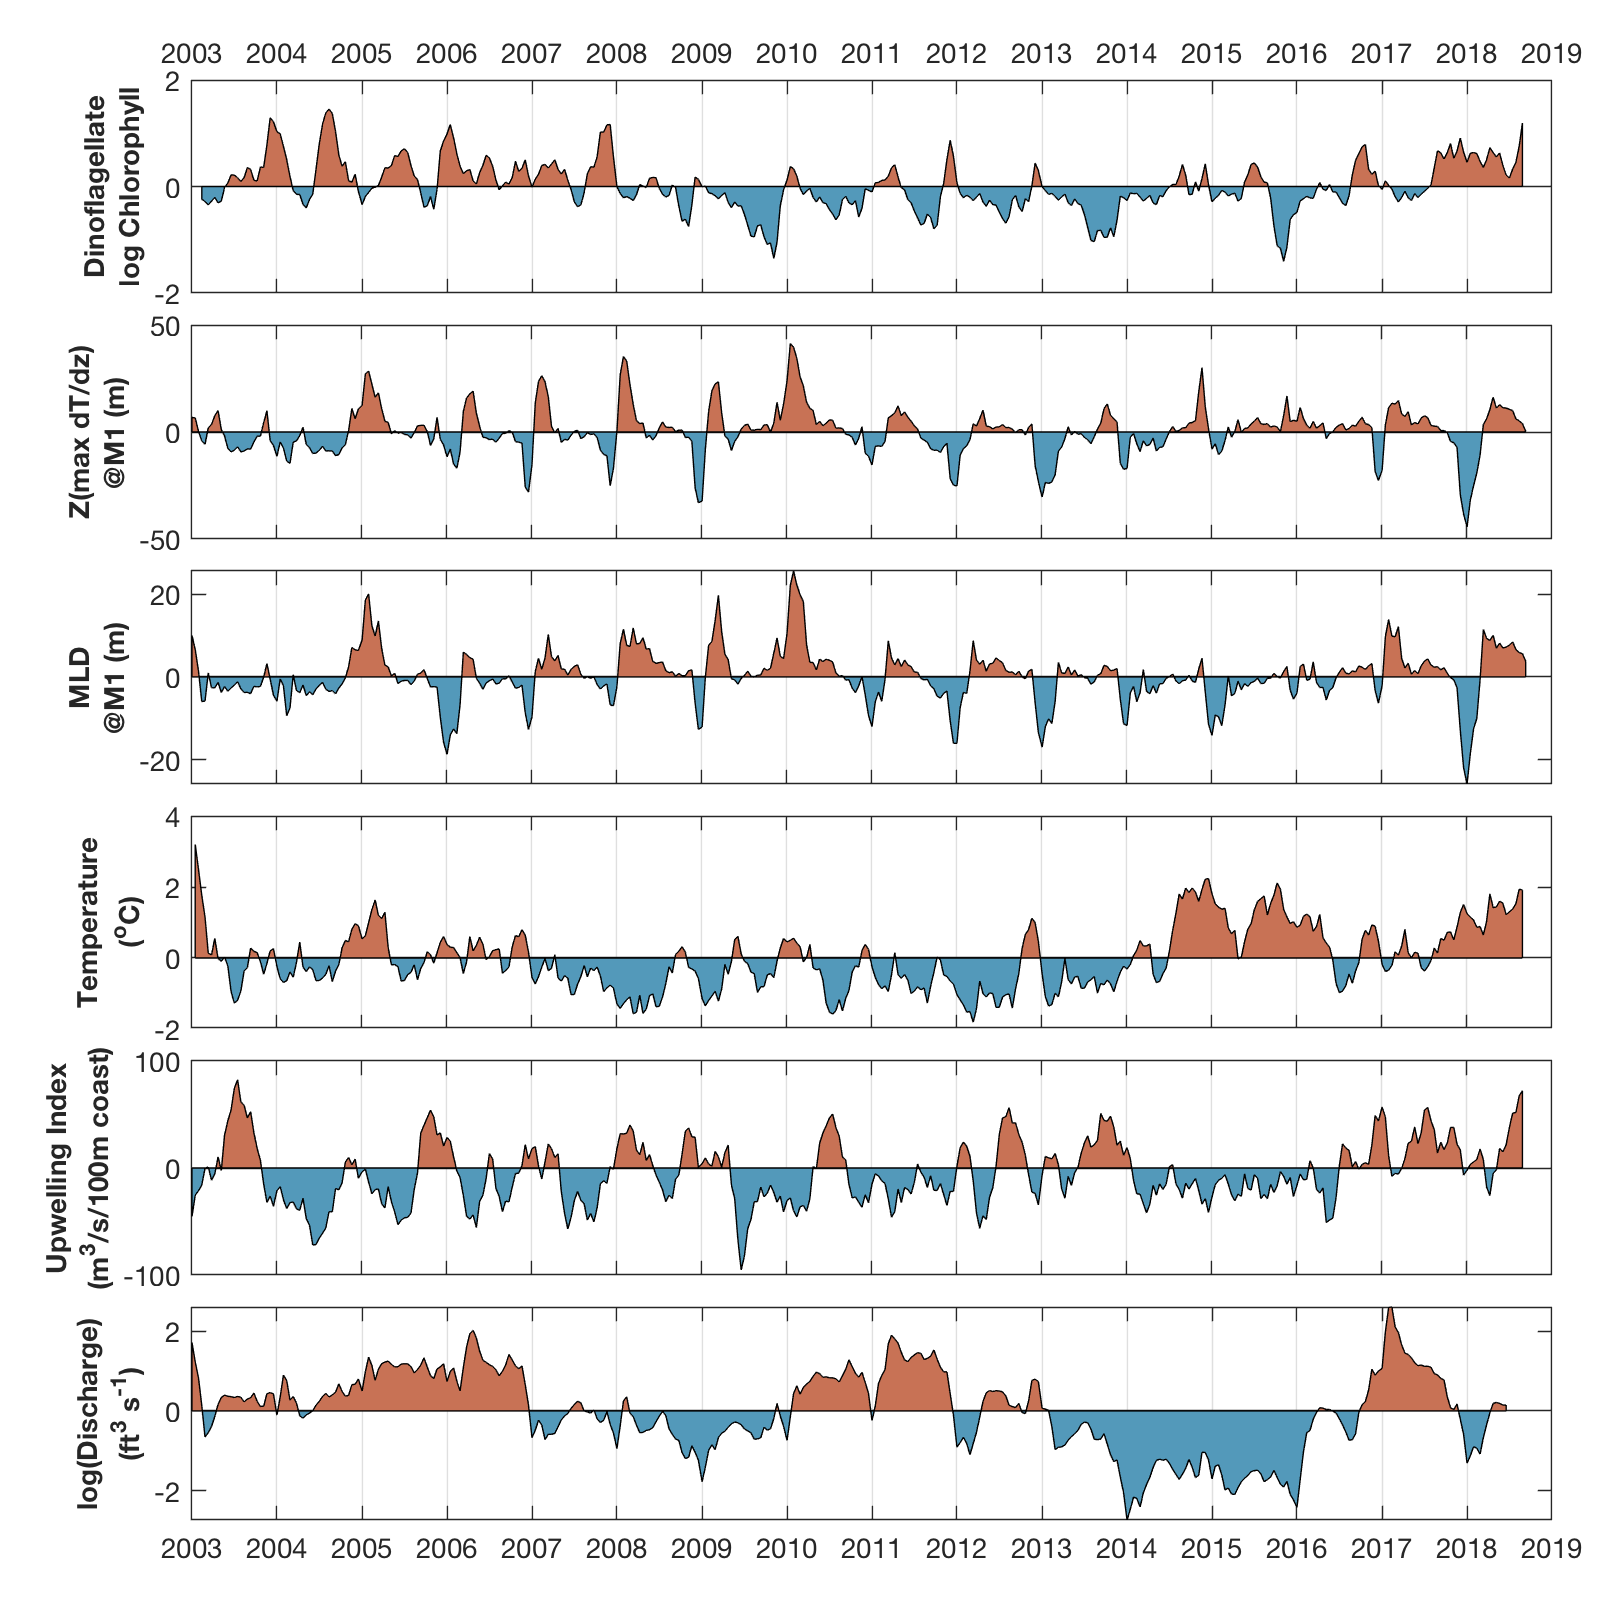 2003 2004 2005 2006 2007 2008 2009 2010 2011 2012 2013 2014 2015 2016 2017 2018 2019
Dinoflagellate
log Chlorophyll
2
0
-2
Z(max dT/dz)
@M1 (m)
50
0
-50
MLD
@M1 (m)
20
0
-20
Temperature
(°C)
4
2
0
-2
Upwelling Index
(m³/s/100m coast)
100
0
-100
log(Discharge)
(ft³ s⁻¹)
2
0
-2
2003 2004 2005 2006 2007 2008 2009 2010 2011 2012 2013 2014 2015 2016 2017 2018 2019